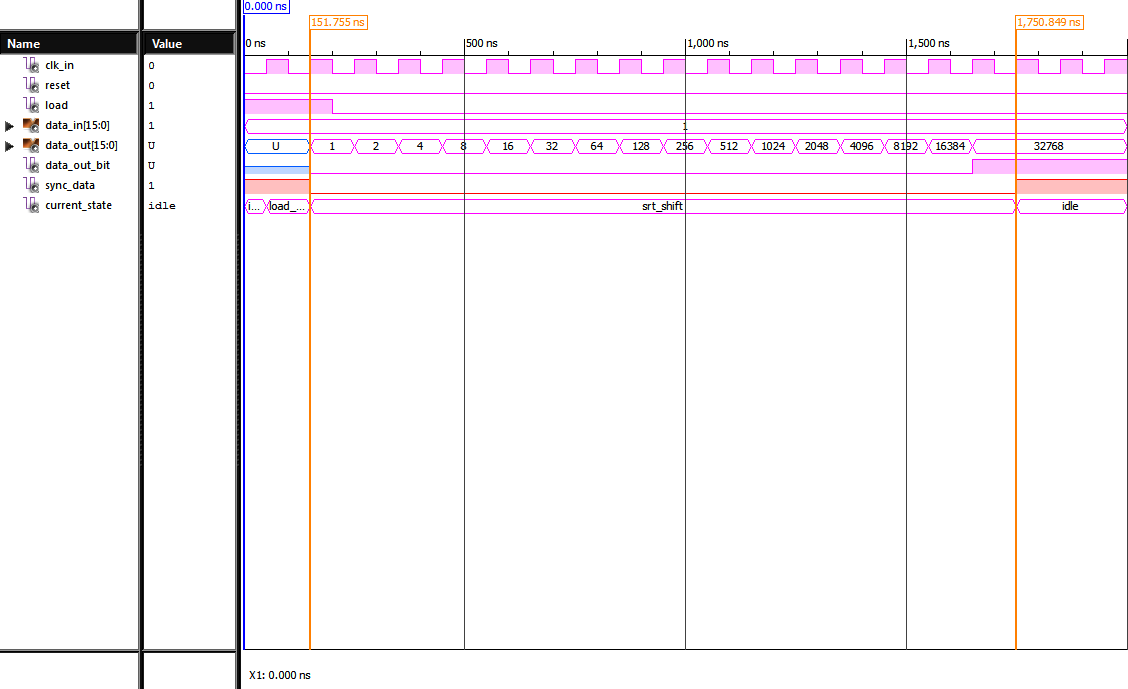 0.000 ns
151.755 ns 1,750.849 ns
Name Value 0 ns 500 ns 1,000 ns 1,500 ns
clk_in 0
reset 0
load 1
data_in[15:0] 1 1
data_out[15:0] U U 1 2 4 8 16 32 64 128 256 512 1024 2048 4096 8192 16384 32768
data_out_bit U
sync_data 1
current_state idle i... load_... srt_shift idle
X1: 0.000 ns